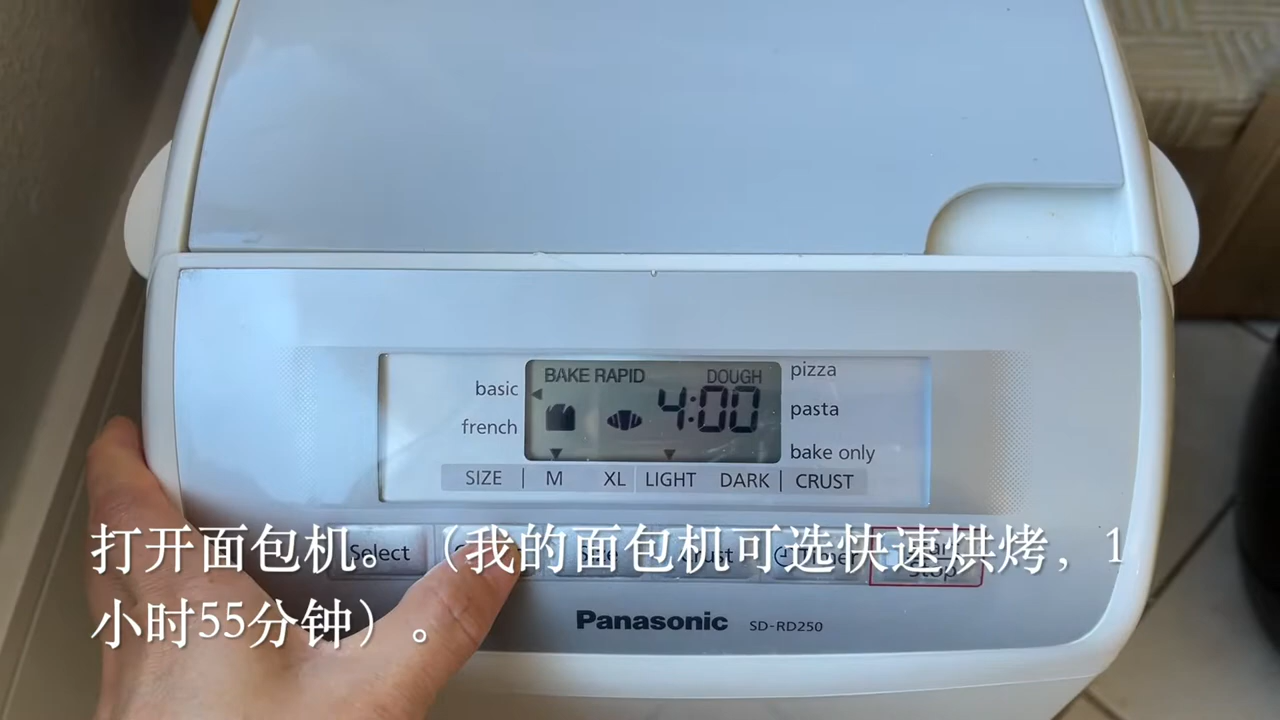 BAKE RAPID DOUGH
pizza
basic
4:00
pasta
french
bake only
SIZE | M XL LIGHT DARK | CRUST
打开面包机。（我的面包机可选快速烘烤，1
小时55分钟）。
Select
Stop
Panasonic SD-RD250